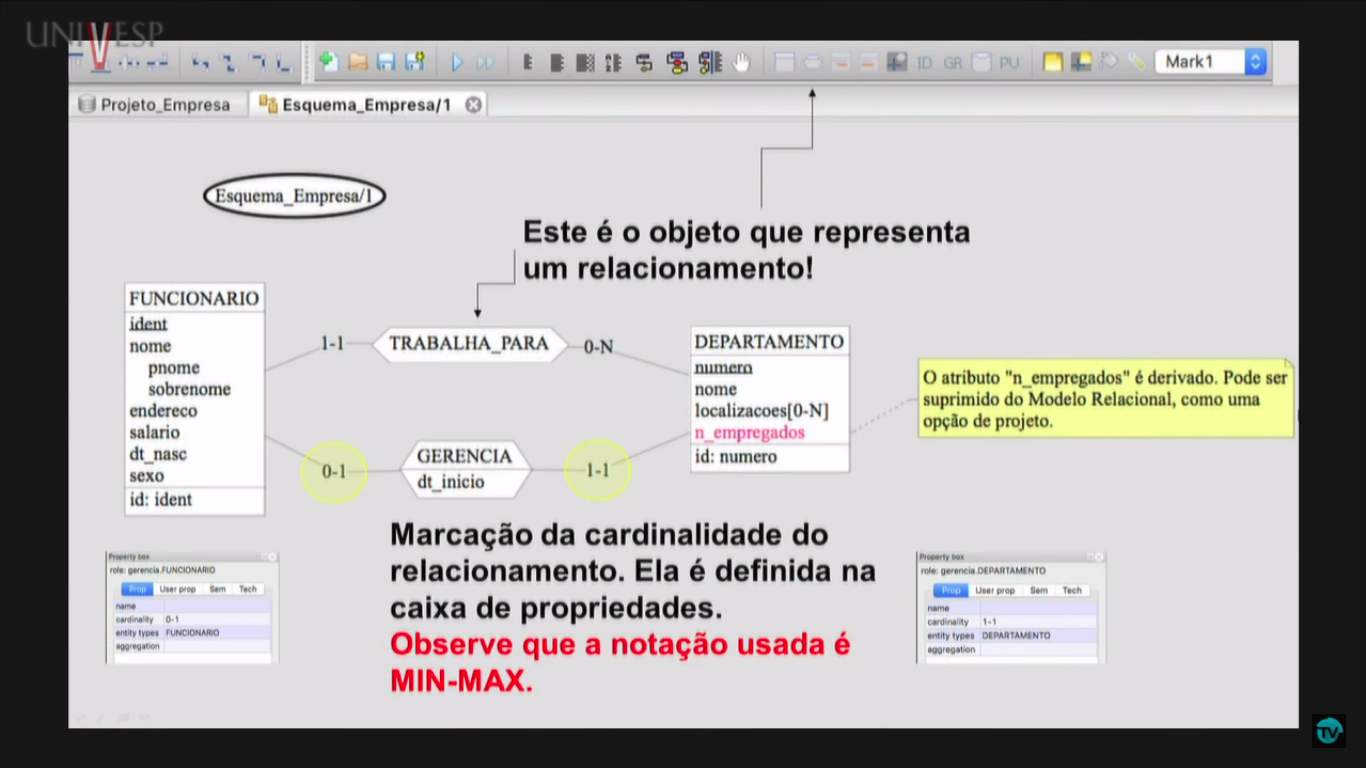 UNIVESP
ID GR PU Mark1
Projeto_Empresa Esquema_Empresa/1
Esquema_Empresa/1
Este é o objeto que representa
um relacionamento!
FUNCIONARIO
ident
nome
pnome
sobrenome
endereco
salario
dt_nasc
sexo
id: ident
1-1
TRABALHA_PARA
0-N
0-1
GERENCIA
dt_inicio
1-1
DEPARTAMENTO
numero
nome
localizacoes[0-N]
n_empregados
id: numero
O atributo "n_empregados" é derivado. Pode ser
suprimido do Modelo Relacional, como uma
opção de projeto.
Marcação da cardinalidade do
relacionamento. Ela é definida na
caixa de propriedades.
Observe que a notação usada é
MIN-MAX.
Property box
role: gerencia.FUNCIONARIO
Prop User prop Sem Tech
name
cardinality 0-1
entity types FUNCIONARIO
aggregation
Property box
role: gerencia.DEPARTAMENTO
Prop User prop Sem Tech
name
cardinality 1-1
entity types DEPARTAMENTO
aggregation
TV